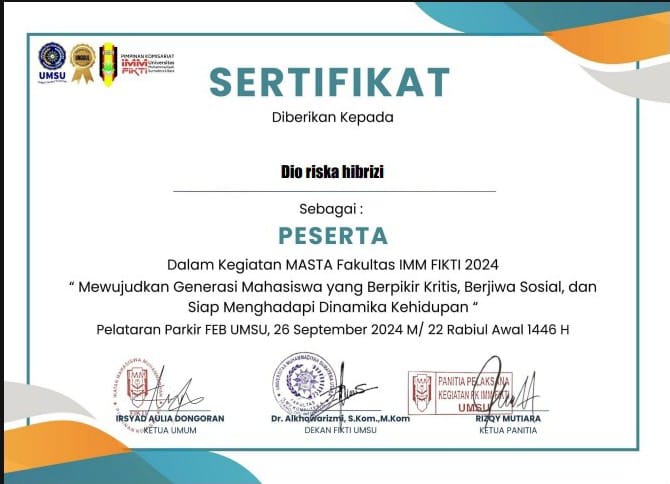 UMSU
UNGGUL
PIMPINAN KOMISARIAT
IMM
FIKTI
Universitas
Muhammadiyah
Sumatera Utara
SERTIFIKAT
Diberikan Kepada
Dio riska hibrizi
Sebagai :
PESERTA
Dalam Kegiatan MASTA Fakultas IMM FIKTI 2024
“ Mewujudkan Generasi Mahasiswa yang Berpikir Kritis, Berjiwa Sosial, dan
Siap Menghadapi Dinamika Kehidupan “
Pelataran Parkir FEB UMSU, 26 September 2024 M/ 22 Rabiul Awal 1446 H
PANITIA PELAKSANA
KEGIATAN PK IMM FIKTI
UMSU
IRSYAD AULIA DONGORAN
KETUA UMUM
Dr. Alkhowarizmi, S.Kom.,M.Kom
DEKAN FIKTI UMSU
RIZQY MUTIARA
KETUA PANITIA